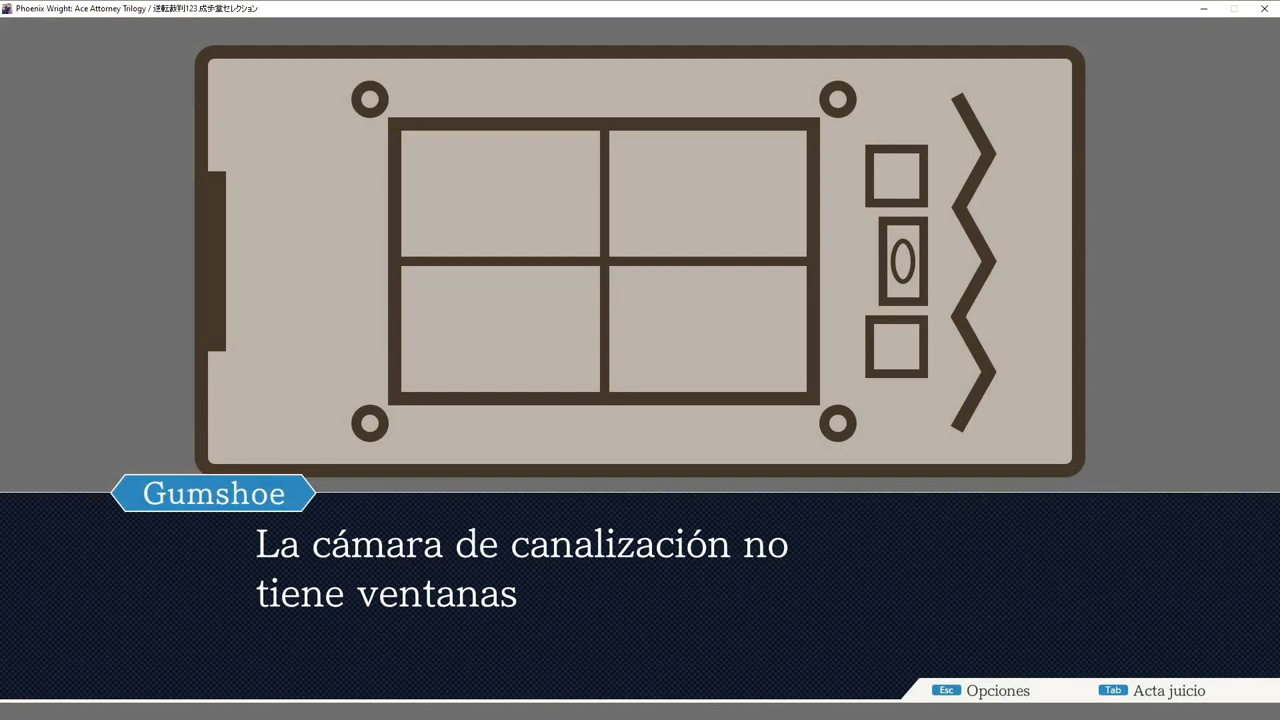 Phoenix Wright: Ace Attorney Trilogy / 逆転裁判123 成歩堂セレクション
Gumshoe
La cámara de canalización no
tiene ventanas
Esc Opciones
Tab Acta juicio